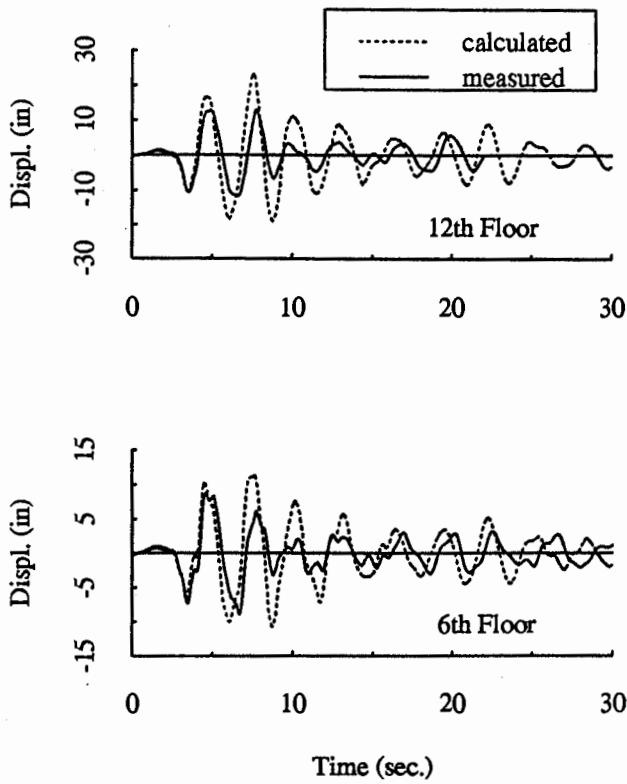 calculated
measured
Displ. (in)
30
10
-10
-30
12th Floor
0
10
20
30
Displ. (in)
15
5
-5
-15
6th Floor
0
10
20
30
Time (sec.)